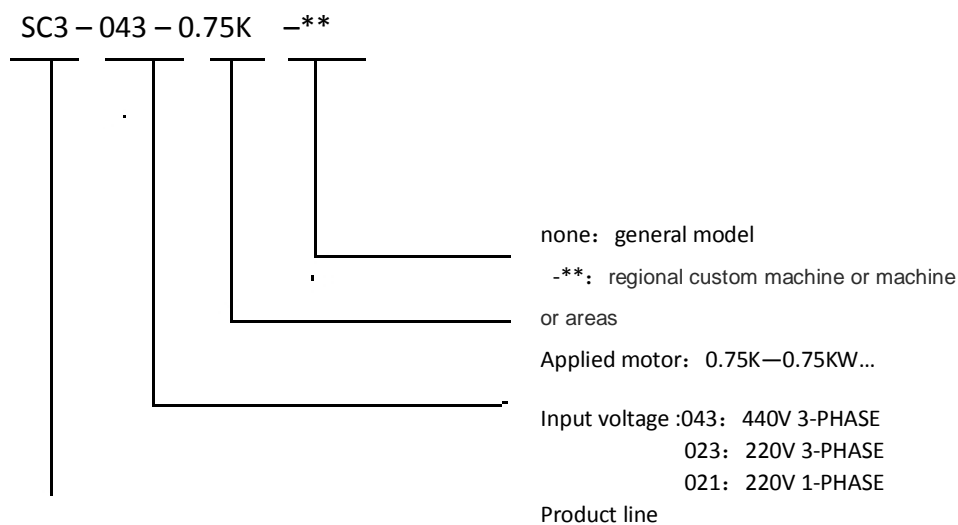 SC3 – 043 – 0.75K –**
none：general model
-**：regional custom machine or machine
or areas
Applied motor：0.75K—0.75KW…
Input voltage :043：440V 3-PHASE
023：220V 3-PHASE
021：220V 1-PHASE
Product line